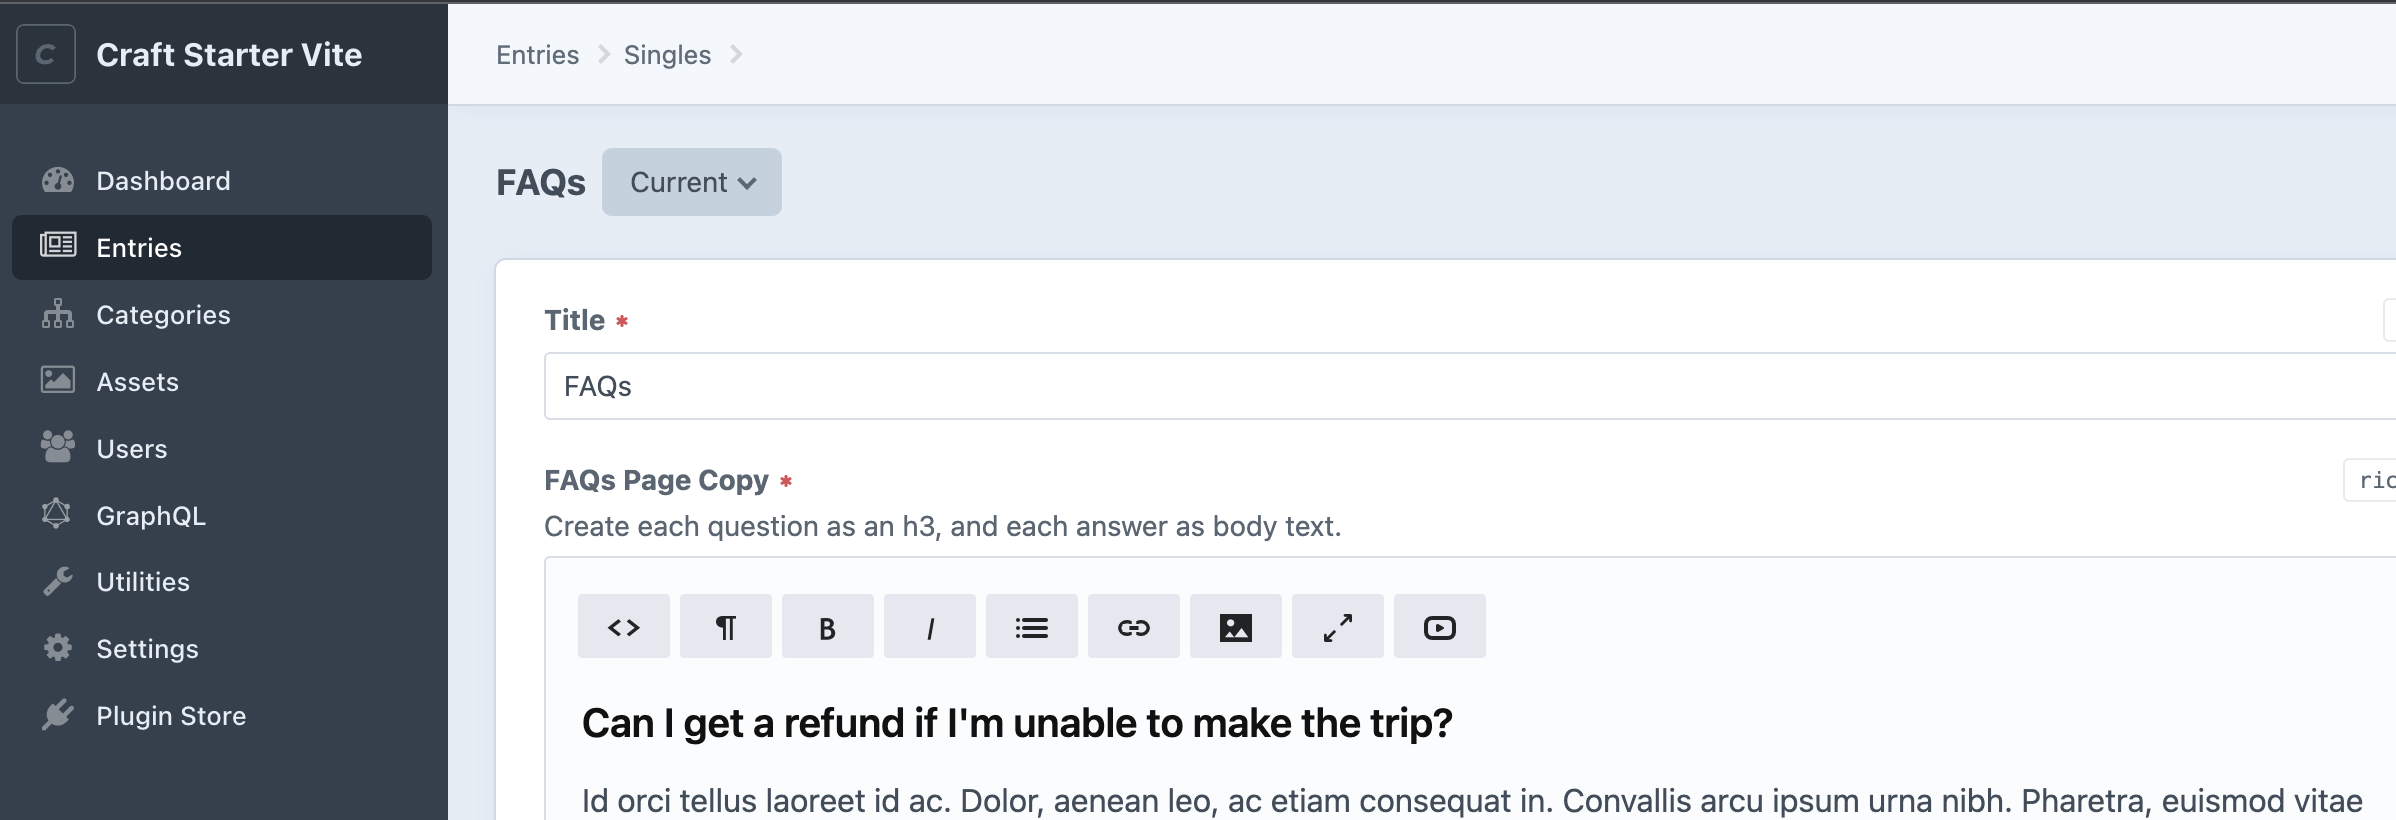 C Craft Starter Vite
Entries Singles
Dashboard
Entries
Categories
Assets
Users
GraphQL
Utilities
Settings
Plugin Store
FAQs Current
Title *
FAQs
FAQs Page Copy *
ric
Create each question as an h3, and each answer as body text.
<> ¶ B I
Can I get a refund if I'm unable to make the trip?
Id orci tellus laoreet id ac. Dolor, aenean leo, ac etiam consequat in. Convallis arcu ipsum urna nibh. Pharetra, euismod vitae